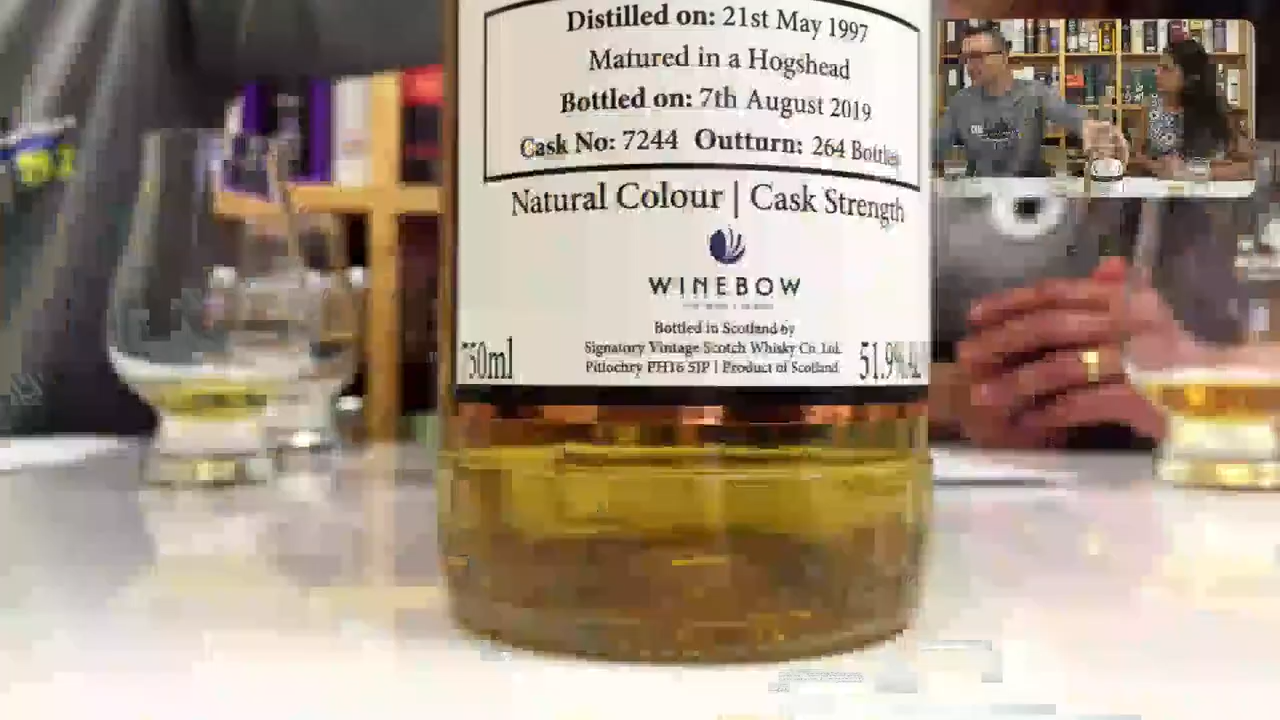 Distilled on: 21st May 1997
Matured in a Hogshead
Bottled on: 7th August 2019
Cask No: 7244 Outturn: 264 Bottles
Natural Colour | Cask Strength
WINEBOW
Bottled in Scotland by
Signatory Vintage Scotch Whisky Co. Ltd.
750ml Pitlochry PH16 5JP | Product of Scotland 51.9%